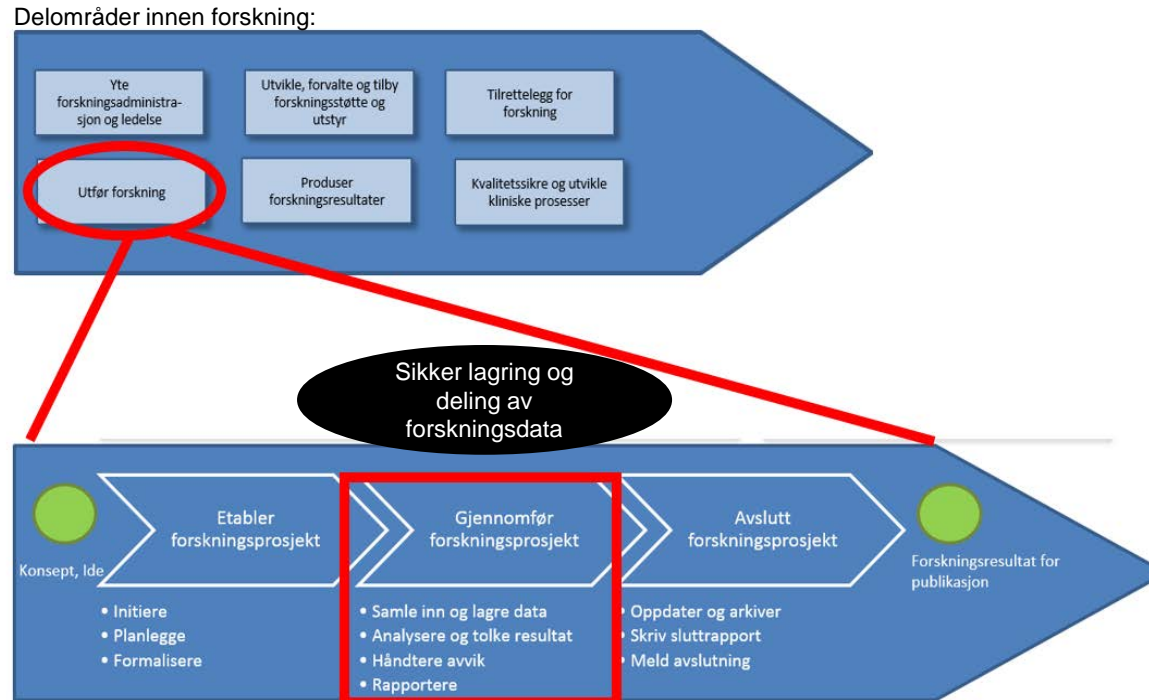 Delområder innen forskning:
Yte
forskningsadministra-
sjon og ledelse
Utvikle, forvalte og tilby
forskningsstøtte og
utstyr
Tilrettelegg for
forskning
Utfør forskning
Produser
forskningsresultater
Kvalitetssikre og utvikle
kliniske prosesser
Sikker lagring og
deling av
forskningsdata
Konsept, Ide
Etabler
forskningsprosjekt
• Initiere
• Planlegge
• Formalisere
Gjennomfør
forskningsprosjekt
• Samle inn og lagre data
• Analysere og tolke resultat
• Håndtere avvik
• Rapportere
Avslutt
forskningsprosjekt
• Oppdater og arkiver
• Skriv sluttrapport
• Meld avslutning
Forskningsresultat for
publikasjon